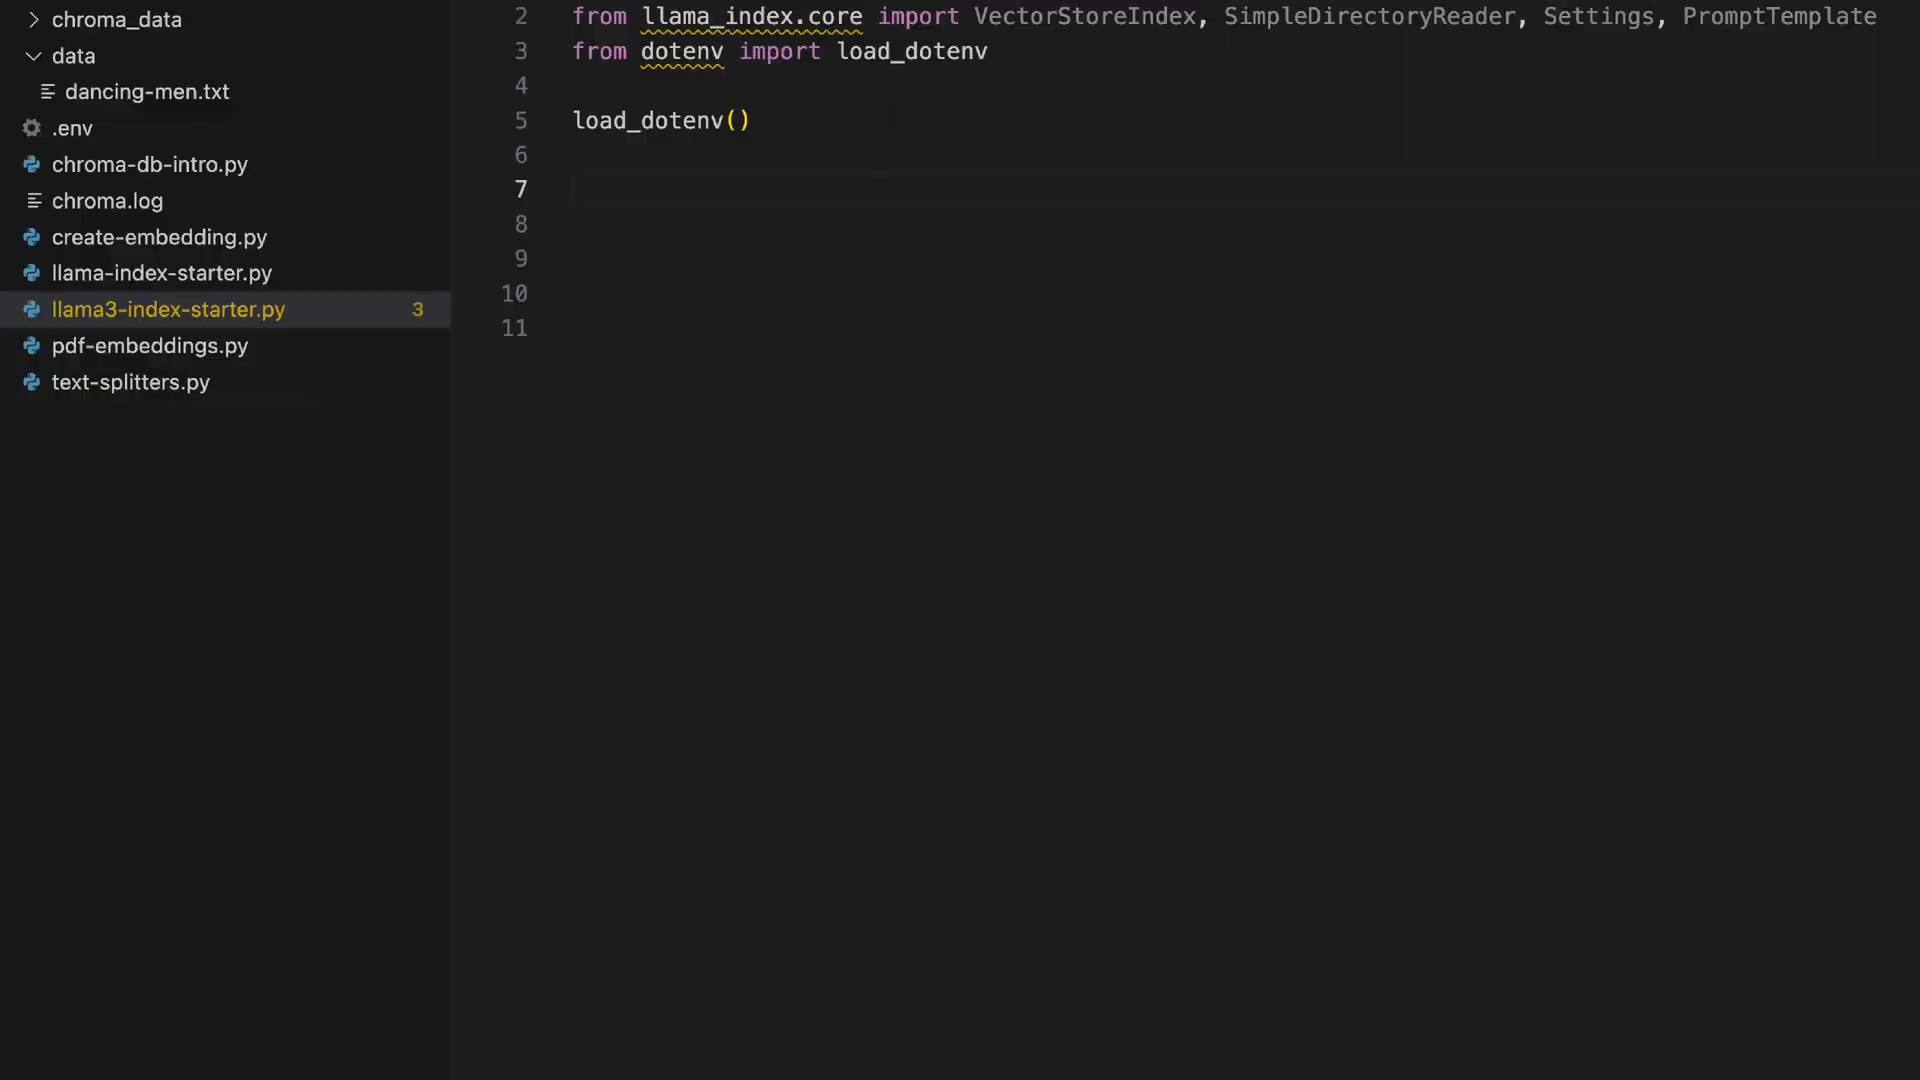 chroma_data
data
dancing-men.txt
.env
chroma-db-intro.py
chroma.log
create-embedding.py
llama-index-starter.py
llama3-index-starter.py 3
pdf-embeddings.py
text-splitters.py
2 from llama_index.core import VectorStoreIndex, SimpleDirectoryReader, Settings, PromptTemplate
3 from dotenv import load_dotenv
4
5 load_dotenv()
6
7
8
9
10
11